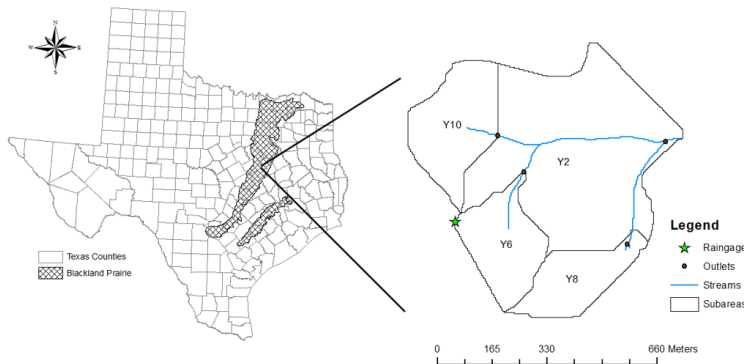 N
W
E
S
Texas Counties
Blackland Prairie
Y10
Y2
Y6
Y8
Legend
Raingage
Outlets
Streams
Subareas
0 165 330 660 Meters